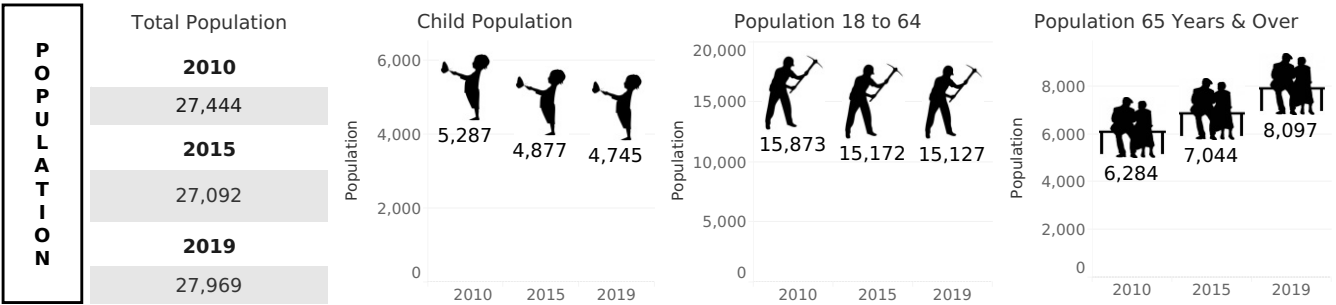 POPULATION
Total Population
2010
27,444
2015
27,092
2019
27,969
Child Population
Population
6,000
4,000
2,000
0
5,287
4,877
4,745
2010 2015 2019
Population 18 to 64
Population
20,000
15,000
10,000
5,000
0
15,873
15,172
15,127
2010 2015 2019
Population 65 Years & Over
Population
8,000
6,000
4,000
2,000
0
6,284
7,044
8,097
2010 2015 2019